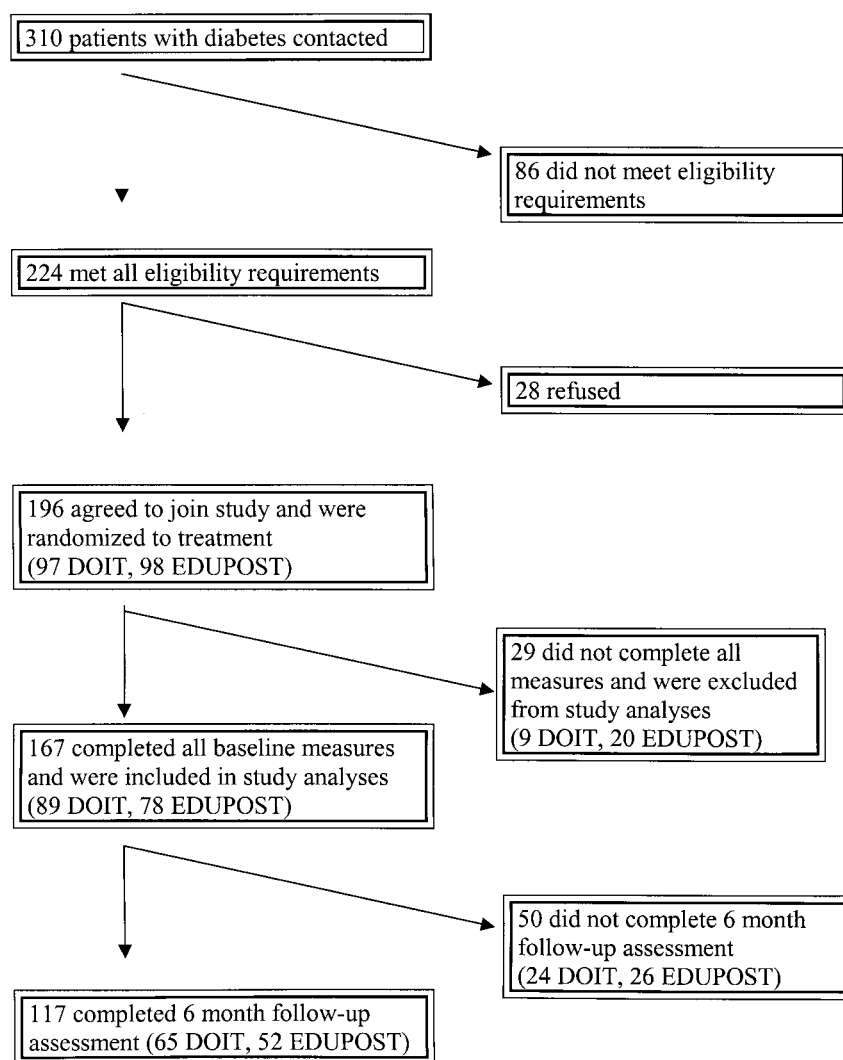 310 patients with diabetes contacted
86 did not meet eligibility
requirements
224 met all eligibility requirements
28 refused
196 agreed to join study and were
randomized to treatment
(97 DOIT, 98 EDUPOST)
29 did not complete all
measures and were excluded
from study analyses
(9 DOIT, 20 EDUPOST)
167 completed all baseline measures
and were included in study analyses
(89 DOIT, 78 EDUPOST)
50 did not complete 6 month
follow-up assessment
(24 DOIT, 26 EDUPOST)
117 completed 6 month follow-up
assessment (65 DOIT, 52 EDUPOST)